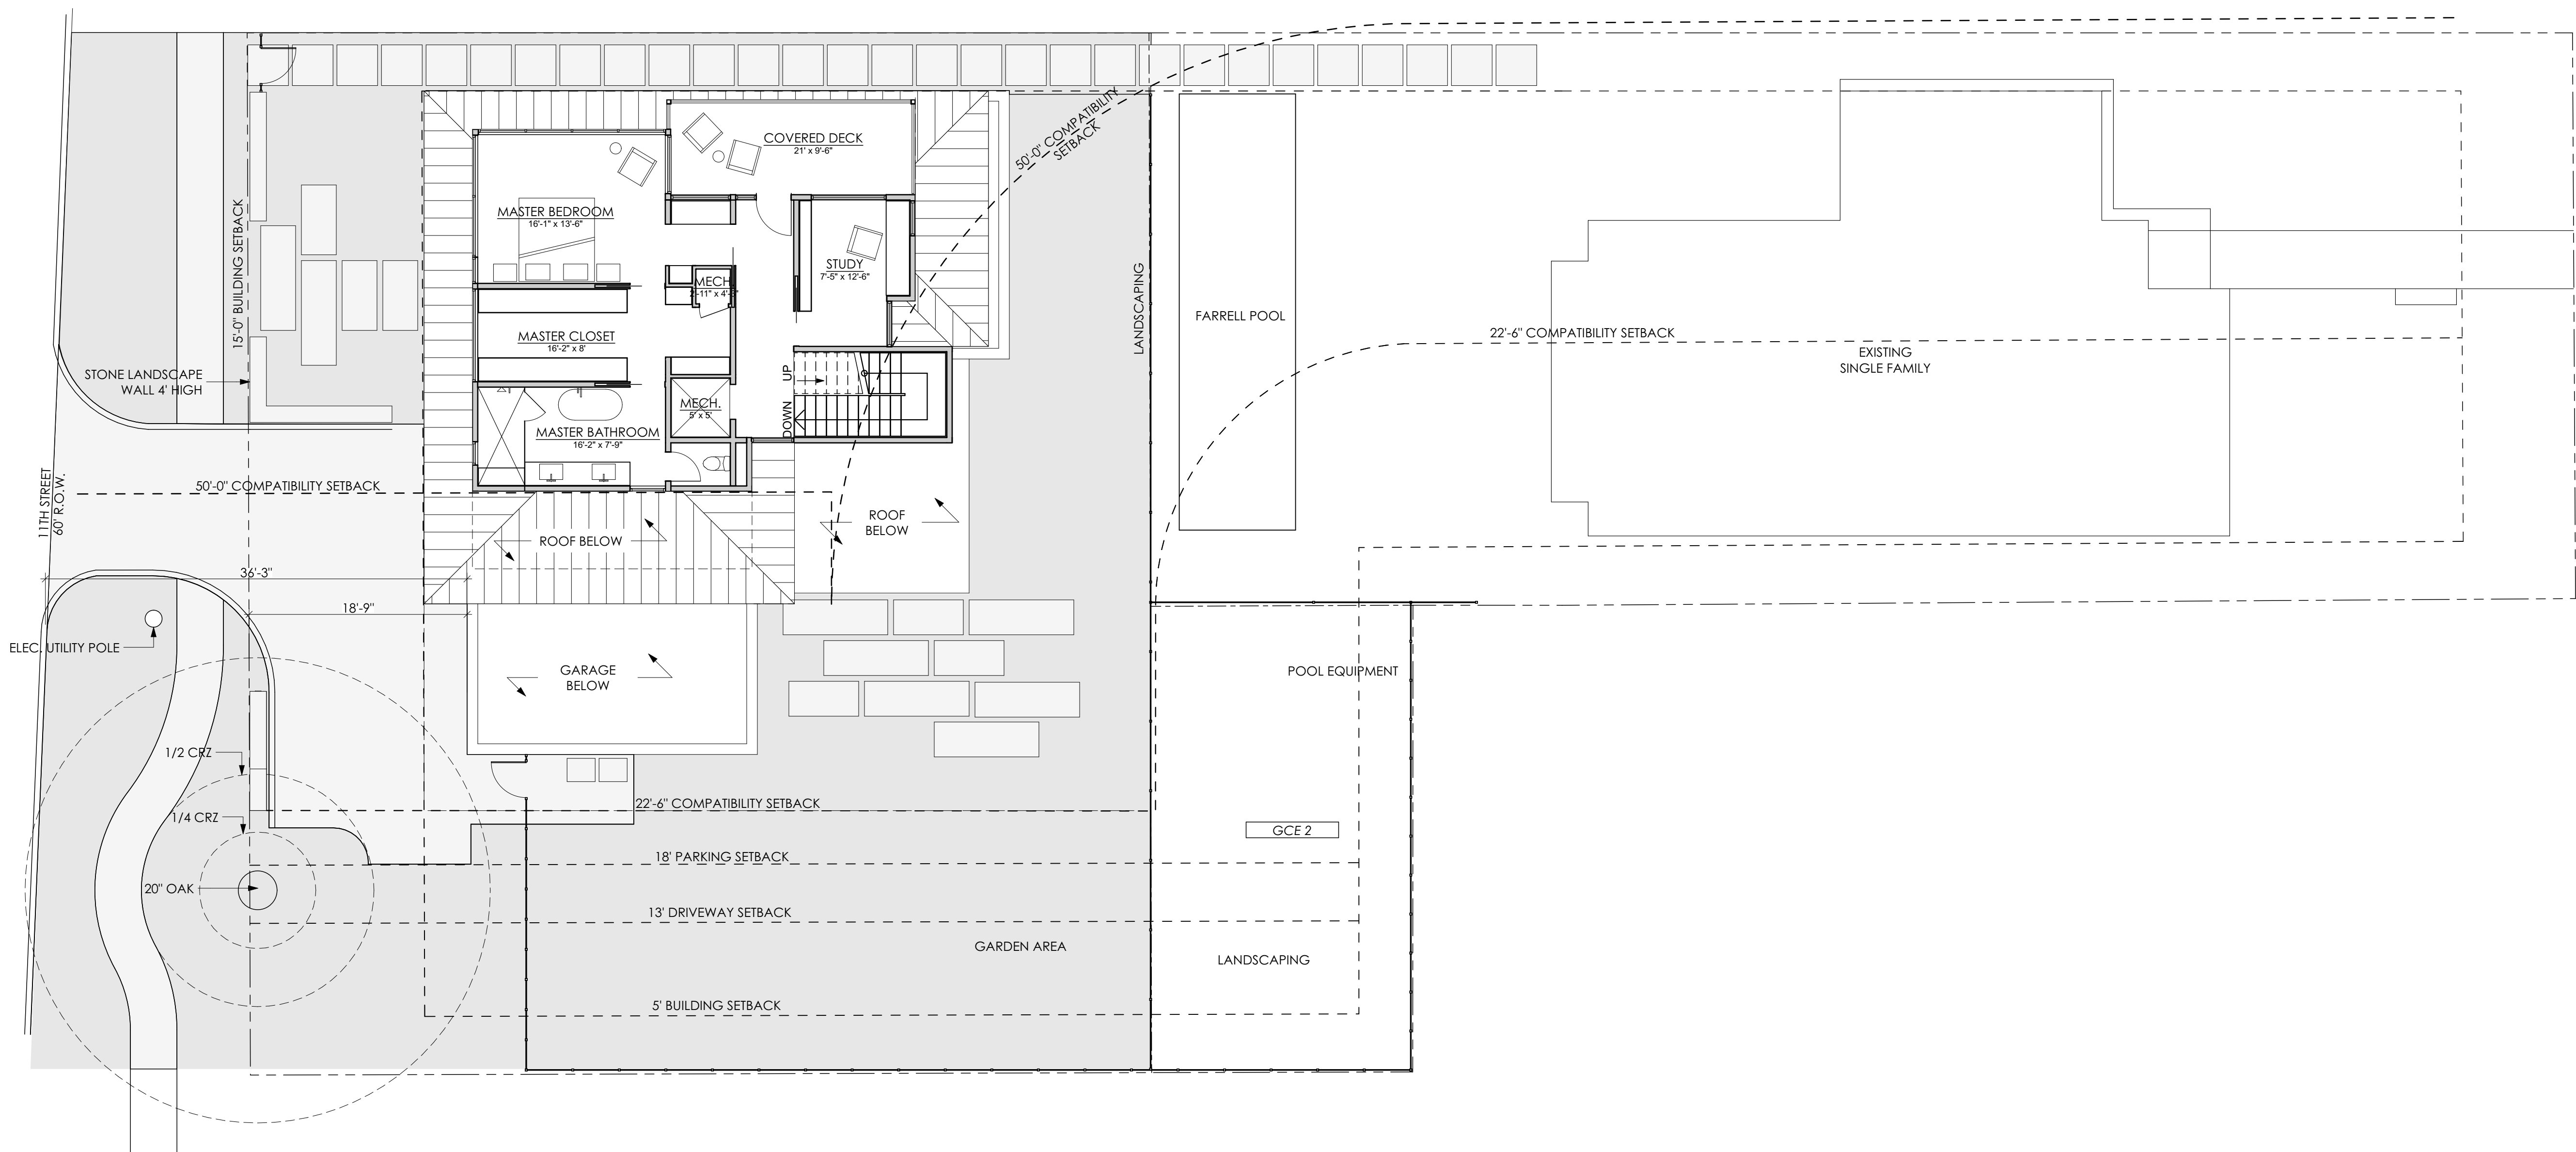 COVERED DECK
21' x 9'-6"
50'-0" COMPATIBILITY
SETBACK
MASTER BEDROOM
16'-1" x 13'-6"
STUDY
7'-5" x 12'-6"
MECH.
15'-0" BUILDING SETBACK
LANDSCAPING
FARRELL POOL
MASTER CLOSET
16'-2" x 8'
22'-6" COMPATIBILITY SETBACK
EXISTING
SINGLE FAMILY
STONE LANDSCAPE
WALL 4' HIGH
UP
DOWN
MECH.
5' x 5'
MASTER BATHROOM
16'-2" x 7'-9"
11TH STREET
60' R.O.W.
50'-0" COMPATIBILITY SETBACK
ROOF
BELOW
ROOF BELOW
36'-3"
18'-9"
ELEC. UTILITY POLE
GARAGE
BELOW
POOL EQUIPMENT
1/2 CRZ
22'-6" COMPATIBILITY SETBACK
1/4 CRZ
GCE 2
18' PARKING SETBACK
20" OAK
13' DRIVEWAY SETBACK
GARDEN AREA
LANDSCAPING
5' BUILDING SETBACK